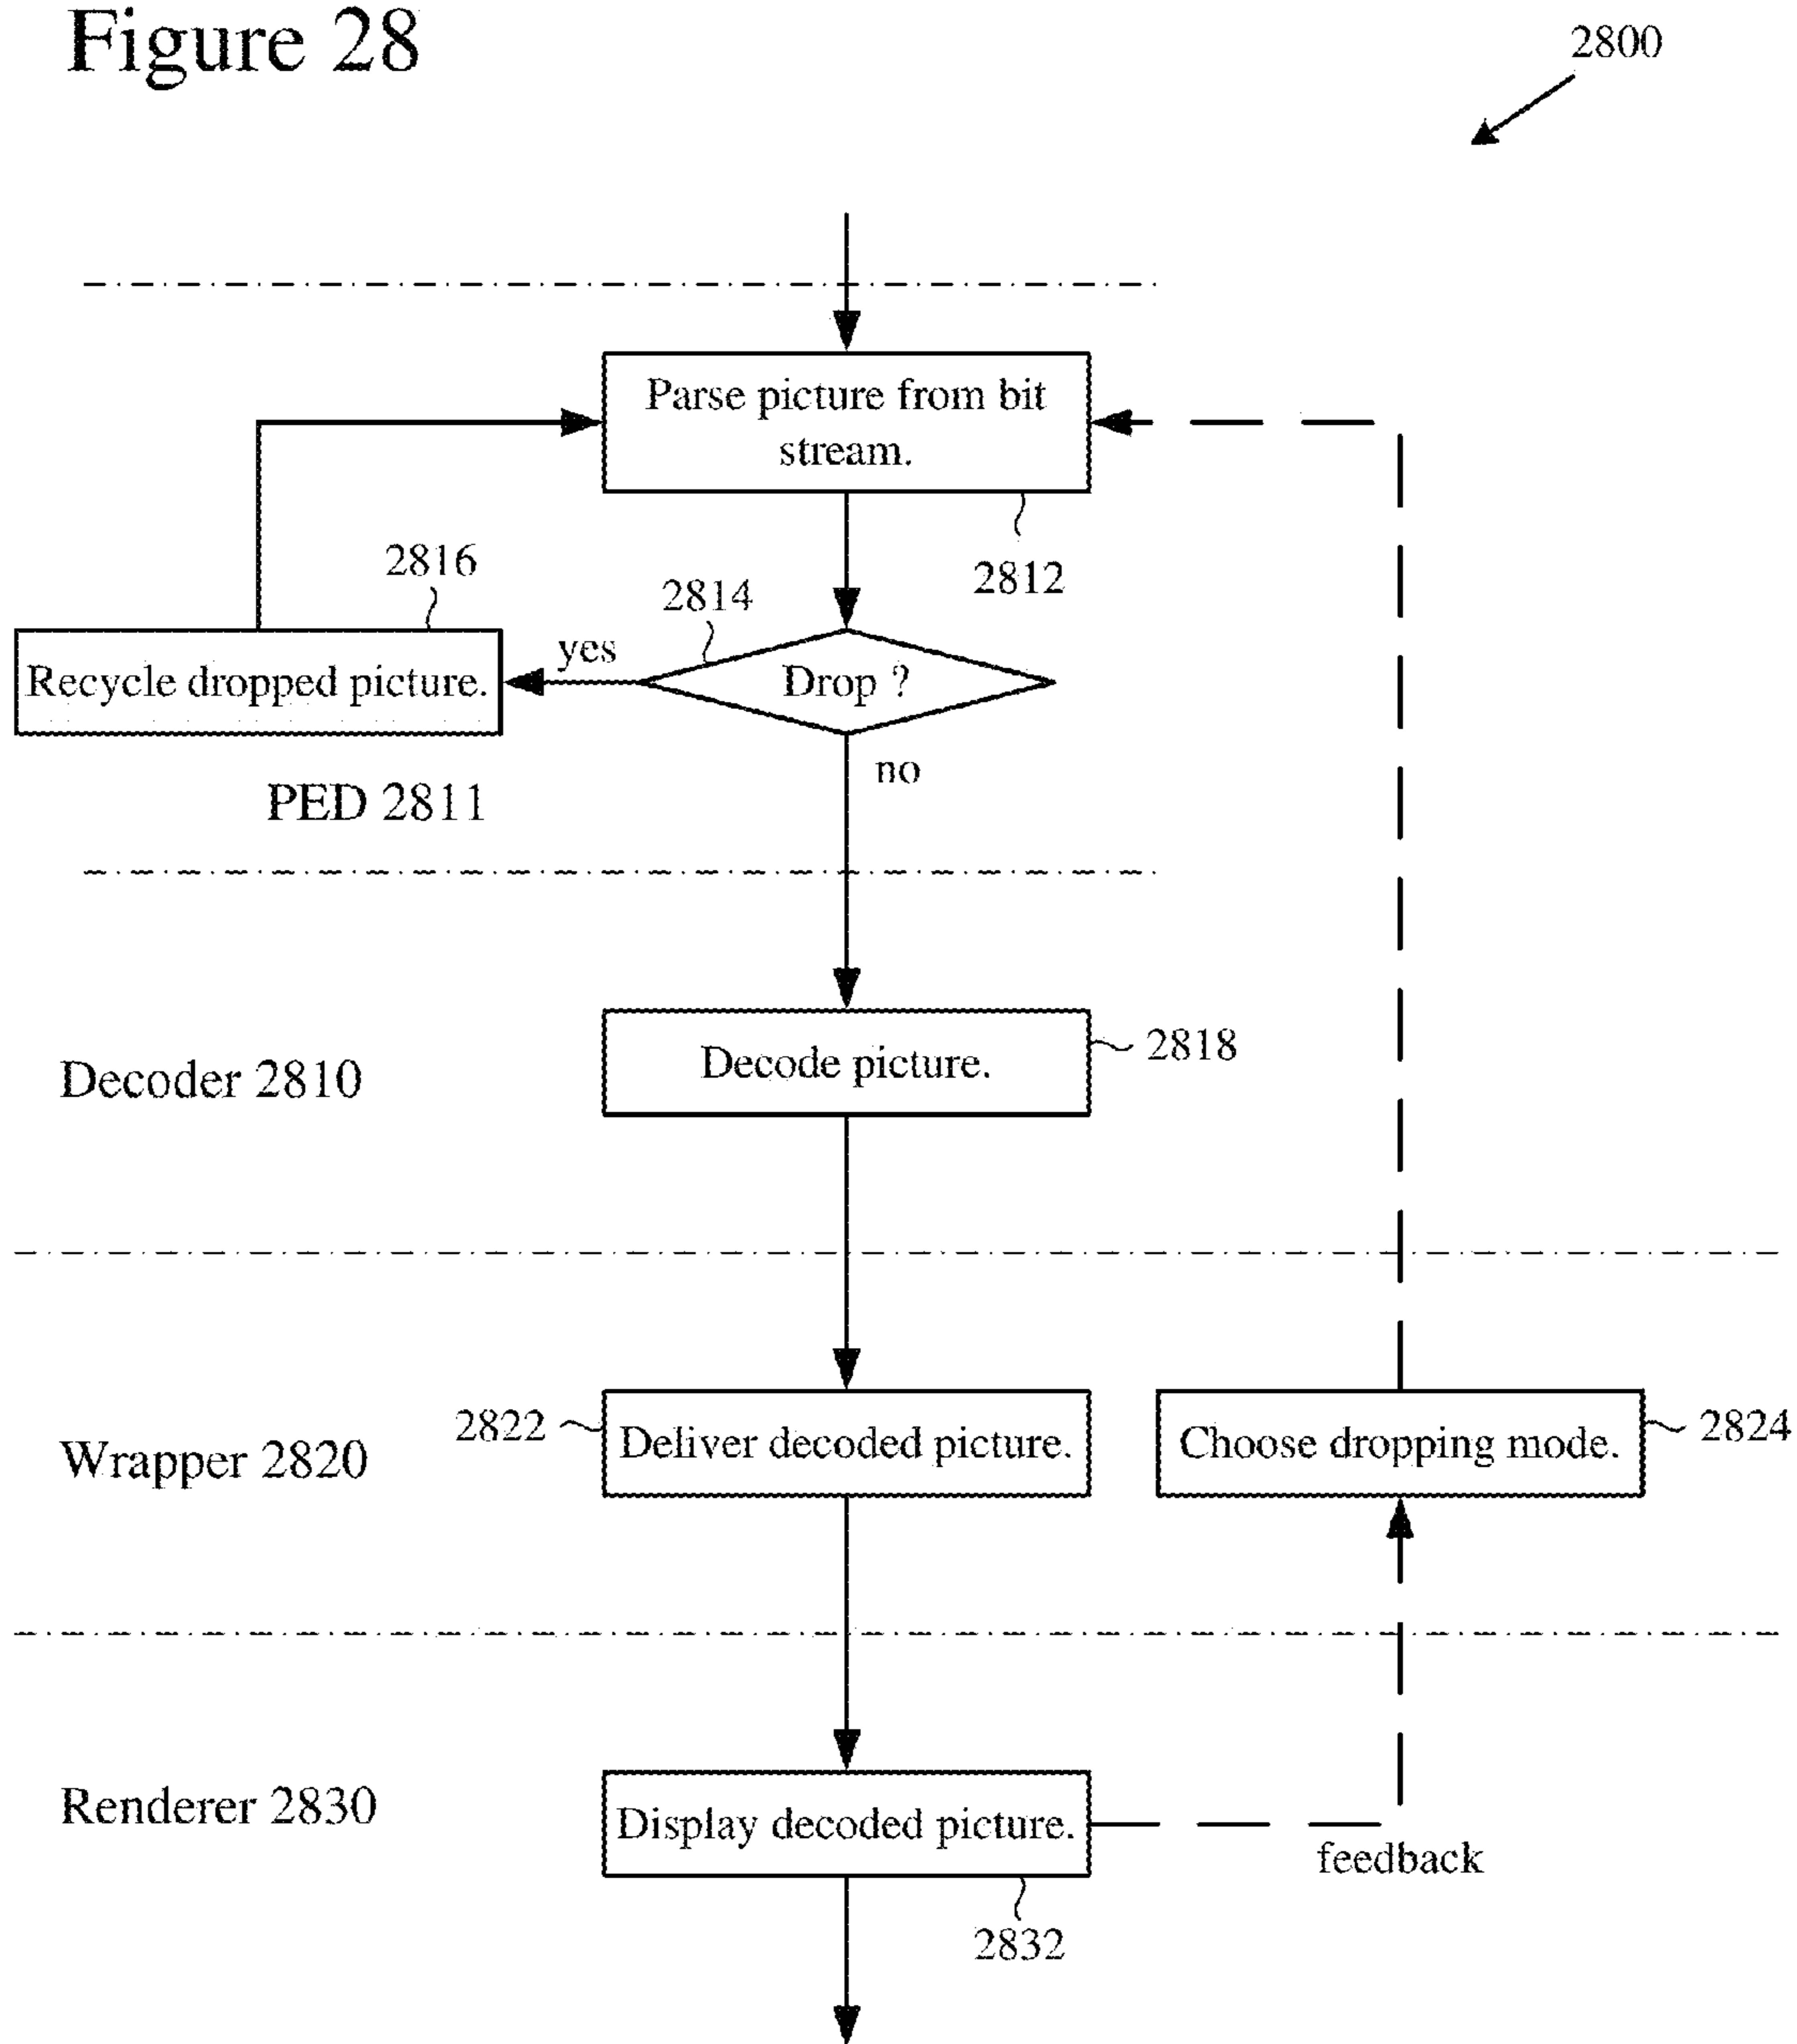 Figure 28
2800
Parse picture from bit
stream.
2812
2816
2814
Recycle dropped picture.
yes
Drop ?
no
PED 2811
Decode picture.
2818
Decoder 2810
2822
Deliver decoded picture.
Choose dropping mode.
2824
Wrapper 2820
Renderer 2830
Display decoded picture.
feedback
2832